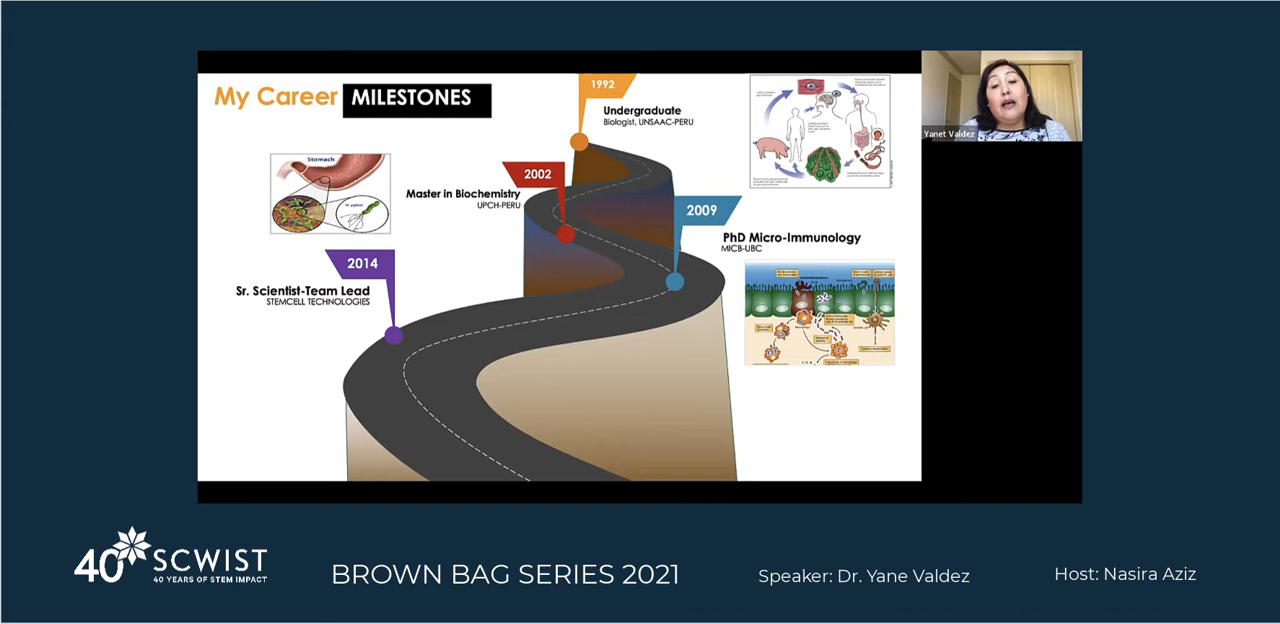 My Career MILESTONES
1992
Undergraduate
Biologist, UNSAAC-PERU
Stomach
H. pylori
2002
Master in Biochemistry
UPCH-PERU
2009
PhD Micro-Immunology
MICB-UBC
2014
Sr. Scientist-Team Lead
STEMCELL TECHNOLOGIES
Yanet Valdez
40 SCWIST
40 YEARS OF STEM IMPACT
BROWN BAG SERIES 2021
Speaker: Dr. Yane Valdez
Host: Nasira Aziz